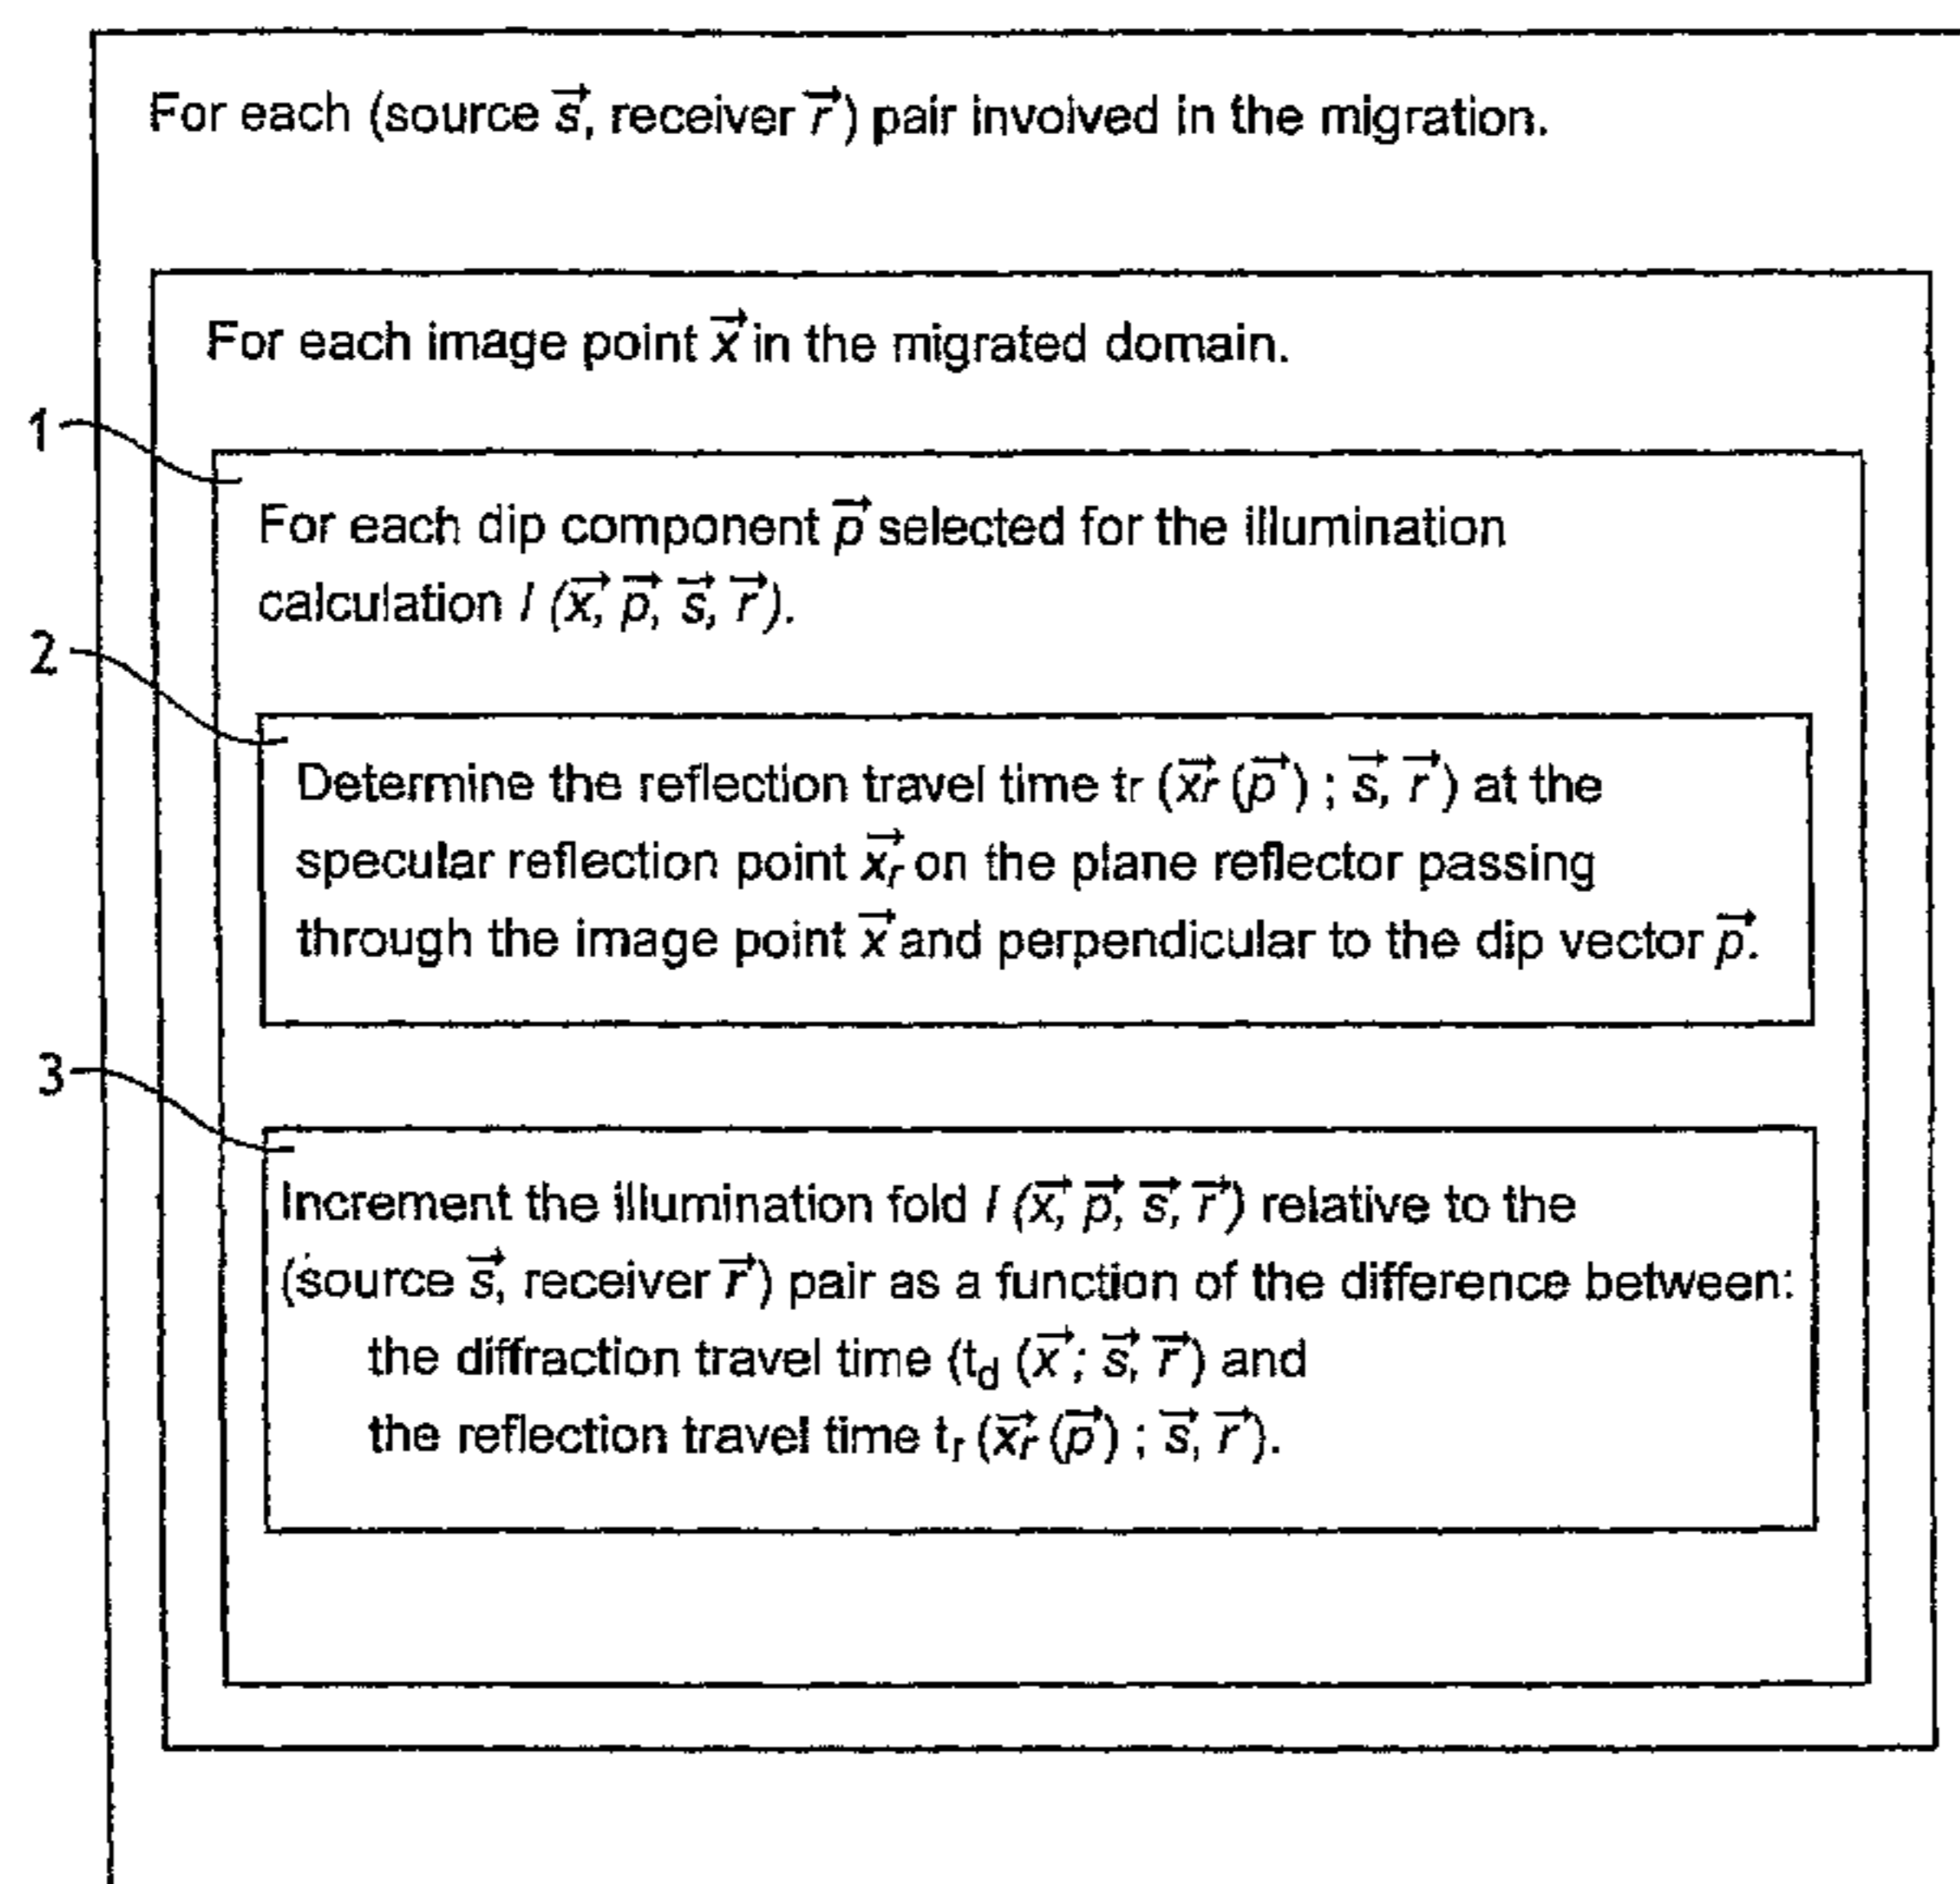 For each (source s⃗, receiver r⃗) pair involved in the migration.
For each image point x⃗ in the migrated domain.
1
For each dip component p⃗ selected for the illumination
calculation I (x⃗, p⃗, s⃗, r⃗).
2
Determine the reflection travel time tr (x⃗r (p⃗) ; s⃗, r⃗) at the
specular reflection point x⃗r on the plane reflector passing
through the image point x⃗ and perpendicular to the dip vector p⃗.
3
Increment the illumination fold I (x⃗, p⃗, s⃗, r⃗) relative to the
(source s⃗, receiver r⃗) pair as a function of the difference between:
the diffraction travel time (td (x⃗ ; s⃗, r⃗) and
the reflection travel time tr (x⃗r (p⃗) ; s⃗, r⃗).